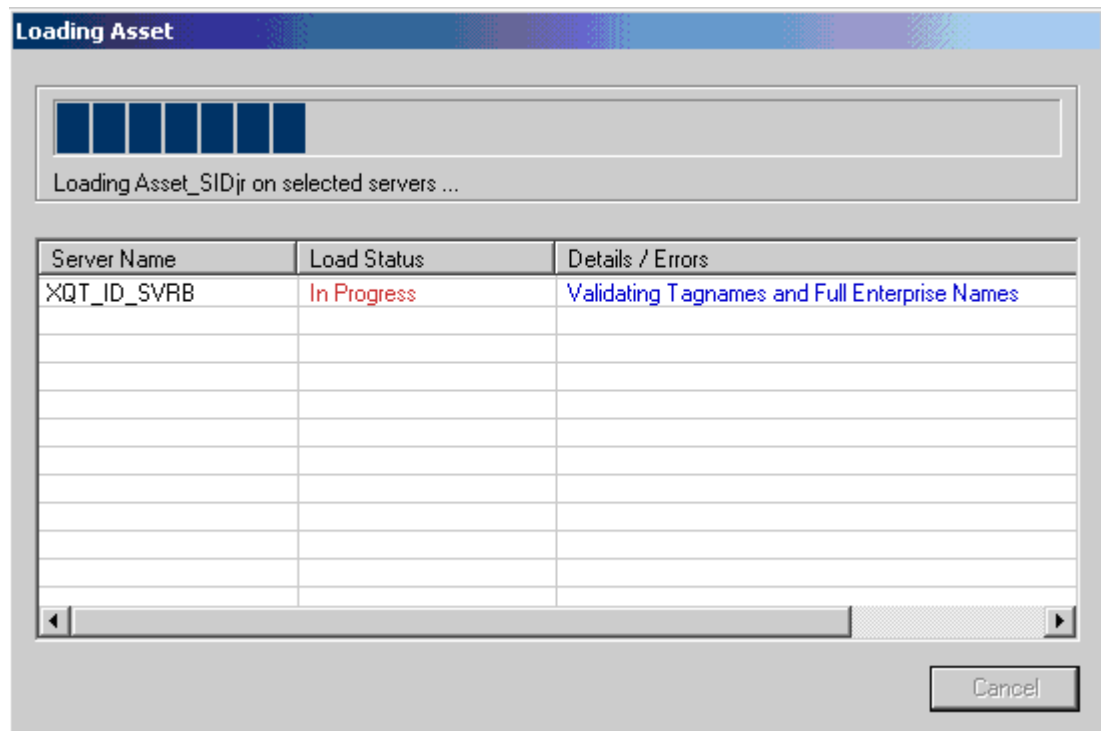 Loading Asset
Loading Asset_SIDjr on selected servers ...
Server Name Load Status Details / Errors
XQT_ID_SVRB In Progress Validating Tagnames and Full Enterprise Names
Cancel